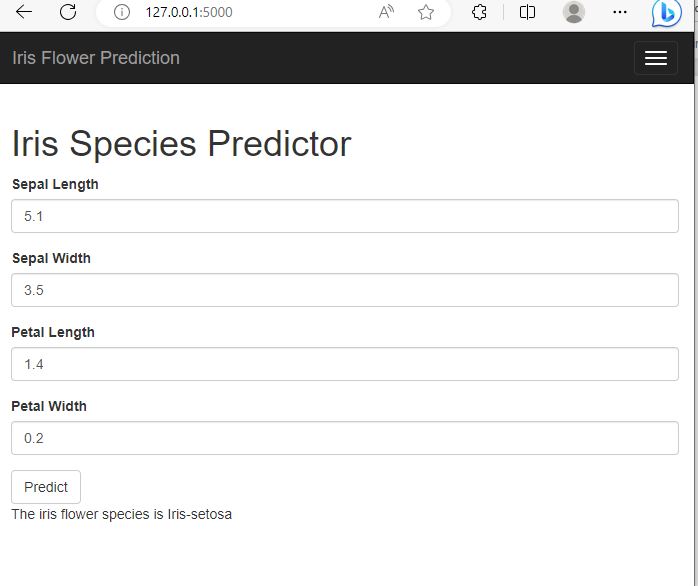 127.0.0.1:5000
Iris Flower Prediction
Iris Species Predictor
Sepal Length
5.1
Sepal Width
3.5
Petal Length
1.4
Petal Width
0.2
Predict
The iris flower species is Iris-setosa